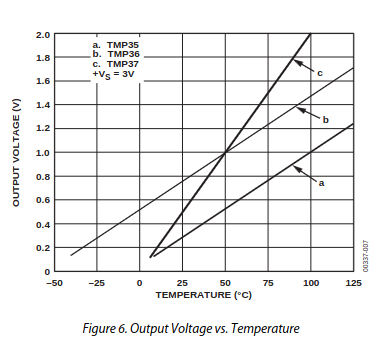 2.0
1.8
1.6
1.4
1.2
1.0
0.8
0.6
0.4
0.2
0
OUTPUT VOLTAGE (V)
a. TMP35
b. TMP36
c. TMP37
+VS = 3V
c
b
a
–50
–25
0
25
50
75
100
125
TEMPERATURE (°C)
00337-007
Figure 6. Output Voltage vs. Temperature